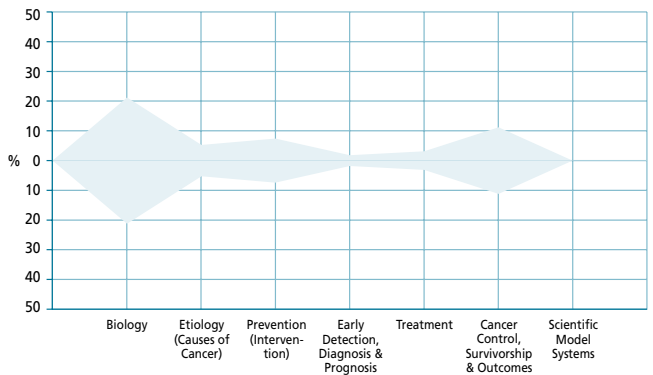 50
40
30
20
10
% 0
10
20
30
40
50
Biology
Etiology
(Causes of
Cancer)
Prevention
(Interven-
tion)
Early
Detection,
Diagnosis &
Prognosis
Treatment
Cancer
Control,
Survivorship
& Outcomes
Scientific
Model
Systems